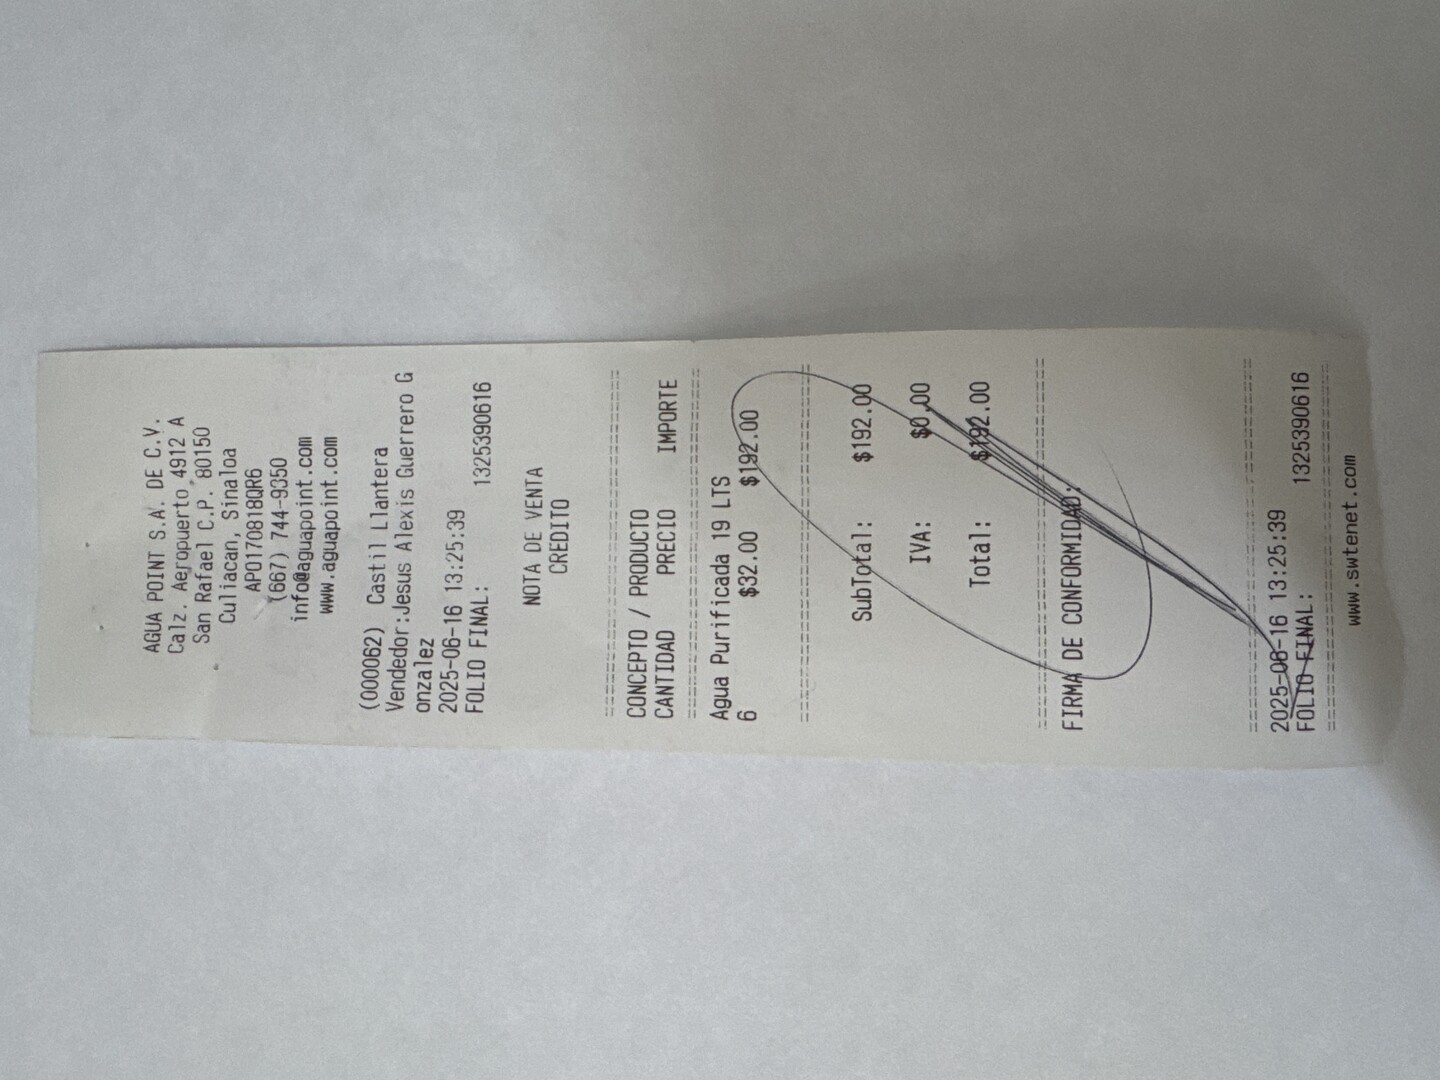 AGUA POINT S.A. DE C.V.
Calz. Aeropuerto 4912 A
San Rafael C.P. 80150
Culiacan, Sinaloa
APO170818QR6
(667) 744-9350
info@aguapoint.com
www.aguapoint.com
(000062) Castil Llantera
Vendedor:Jesus Alexis Guerrero G
onzalez
2025-06-16 13:25:39
FOLIO FINAL: 1325390616
NOTA DE VENTA
CREDITO
================================
CONCEPTO / PRODUCTO
CANTIDAD PRECIO IMPORTE
================================
Agua Purificada 19 LTS
6 $32.00 $192.00
================================
SubTotal: $192.00
IVA: $0.00
Total: $192.00
================================
FIRMA DE CONFORMIDAD:
================================
2025-06-16 13:25:39
FOLIO FINAL: 1325390616
================================
www.swtenet.com